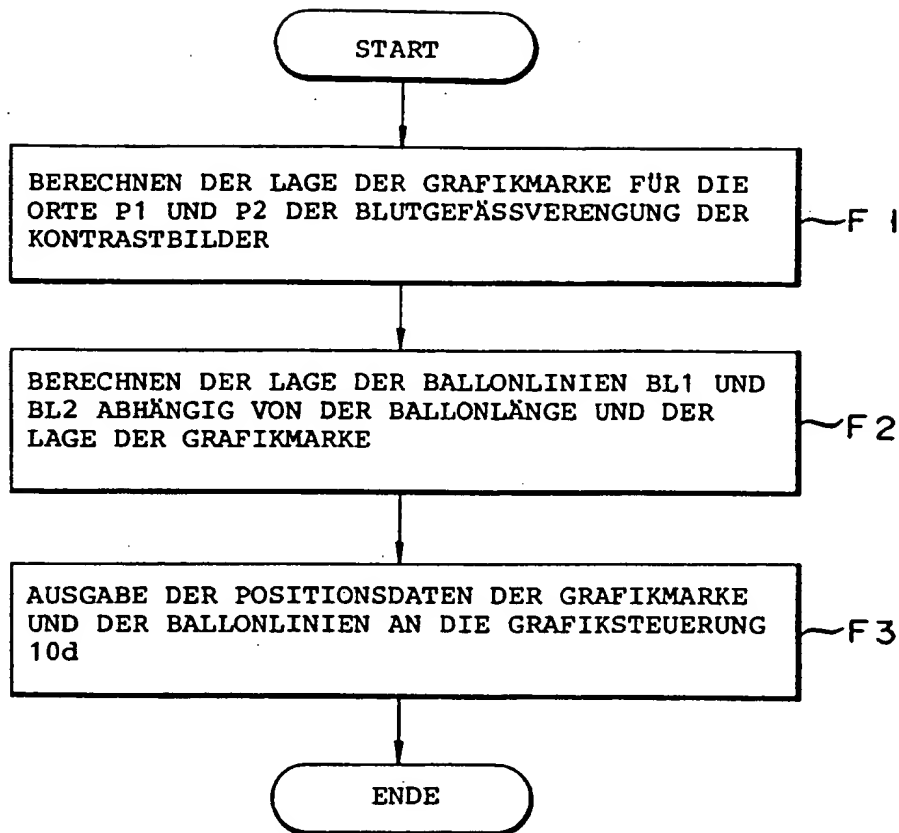 START
BERECHNEN DER LAGE DER GRAFIKMARKE FÜR DIE
ORTE P1 UND P2 DER BLUTGEFÄSSVERENGUNG DER
KONTRASTBILDER
F 1
BERECHNEN DER LAGE DER BALLONLINIEN BL1 UND
BL2 ABHÄNGIG VON DER BALLONLÄNGE UND DER
LAGE DER GRAFIKMARKE
F 2
AUSGABE DER POSITIONSDATEN DER GRAFIKMARKE
UND DER BALLONLINIEN AN DIE GRAFIKSTEUERUNG
10d
F 3
ENDE